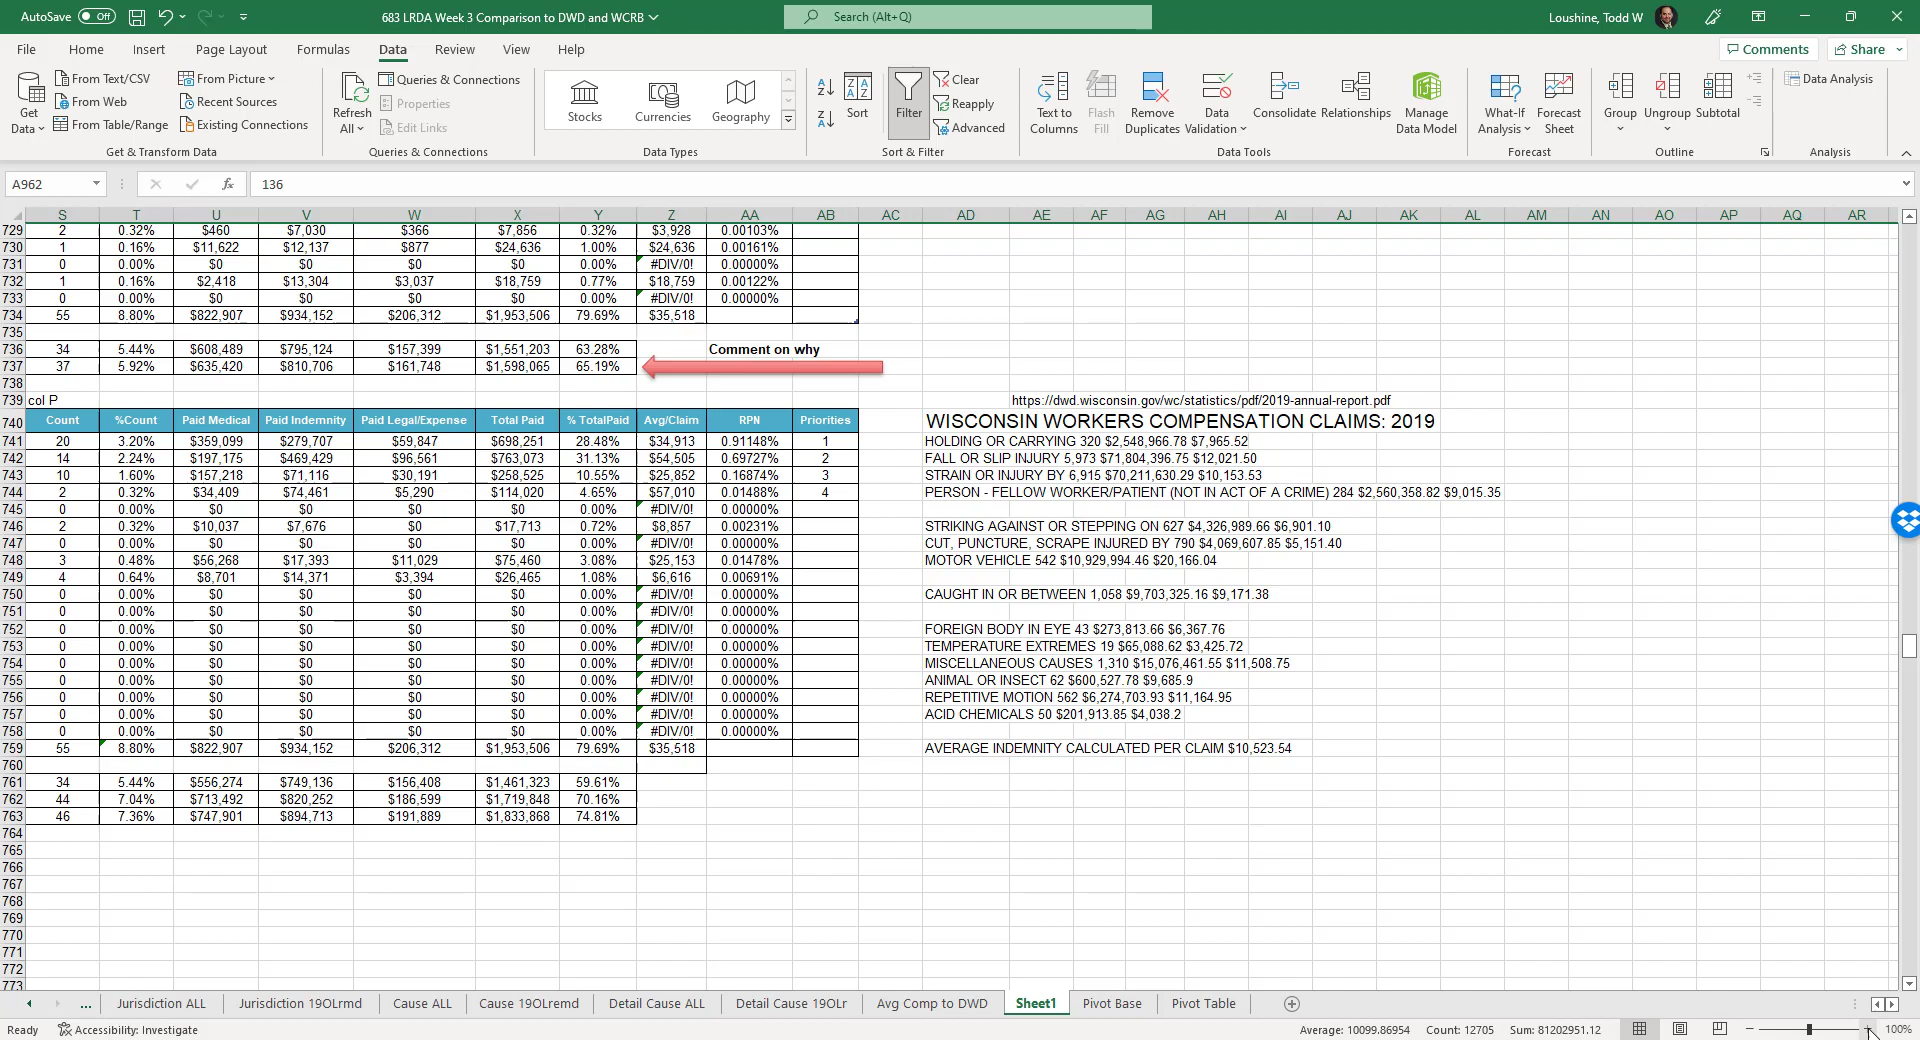 AutoSave Off 683 LRDA Week 3 Comparison to DWD and WCRB Search (Alt+Q) Loushine, Todd W
File Home Insert Page Layout Formulas Data Review View Help Comments Share
From Text/CSV From Picture Queries & Connections Clear Data Analysis
From Web Recent Sources Properties Reapply
From Table/Range Existing Connections Edit Links Advanced
Get Data Refresh All Stocks Currencies Geography Sort Filter Text to Columns Flash Fill Remove Duplicates Data Validation Consolidate Relationships Manage Data Model What-If Analysis Forecast Sheet Group Ungroup Subtotal
Get & Transform Data Queries & Connections Data Types Sort & Filter Data Tools Forecast Outline Analysis
A962 fx 136
S T U V W X Y Z AA AB AC AD AE AF AG AH AI AJ AK AL AM AN AO AP AQ AR
729 2 0.32% $460 $7,030 $366 $7,856 0.32% $3,928 0.00103%
730 1 0.16% $11,622 $12,137 $877 $24,636 1.00% $24,636 0.00161%
731 0 0.00% $0 $0 $0 $0 0.00% #DIV/0! 0.00000%
732 1 0.16% $2,418 $13,304 $3,037 $18,759 0.77% $18,759 0.00122%
733 0 0.00% $0 $0 $0 $0 0.00% #DIV/0! 0.00000%
734 55 8.80% $822,907 $934,152 $206,312 $1,953,506 79.69% $35,518
735
736 34 5.44% $608,489 $795,124 $157,399 $1,551,203 63.28% Comment on why
737 37 5.92% $635,420 $810,706 $161,748 $1,598,065 65.19%
738
739 col P https://dwd.wisconsin.gov/wc/statistics/pdf/2019-annual-report.pdf
740 Count %Count Paid Medical Paid Indemnity Paid Legal/Expense Total Paid % TotalPaid Avg/Claim RPN Priorities WISCONSIN WORKERS COMPENSATION CLAIMS: 2019
741 20 3.20% $359,099 $279,707 $59,847 $698,251 28.48% $34,913 0.91148% 1 HOLDING OR CARRYING 320 $2,548,966.78 $7,965.52
742 14 2.24% $197,175 $469,429 $96,561 $763,073 31.13% $54,505 0.69727% 2 FALL OR SLIP INJURY 5,973 $71,804,396.75 $12,021.50
743 10 1.60% $157,218 $71,116 $30,191 $258,525 10.55% $25,852 0.16874% 3 STRAIN OR INJURY BY 6,915 $70,211,630.29 $10,153.53
744 2 0.32% $34,409 $74,461 $5,290 $114,020 4.65% $57,010 0.01488% 4 PERSON - FELLOW WORKER/PATIENT (NOT IN ACT OF A CRIME) 284 $2,560,358.82 $9,015.35
745 0 0.00% $0 $0 $0 $0 0.00% #DIV/0! 0.00000%
746 2 0.32% $10,037 $7,676 $0 $17,713 0.72% $8,857 0.00231% STRIKING AGAINST OR STEPPING ON 627 $4,326,989.66 $6,901.10
747 0 0.00% $0 $0 $0 $0 0.00% #DIV/0! 0.00000% CUT, PUNCTURE, SCRAPE INJURED BY 790 $4,069,607.85 $5,151.40
748 3 0.48% $56,268 $17,393 $11,029 $75,460 3.08% $25,153 0.01478% MOTOR VEHICLE 542 $10,929,994.46 $20,166.04
749 4 0.64% $8,701 $14,371 $3,394 $26,465 1.08% $6,616 0.00691%
750 0 0.00% $0 $0 $0 $0 0.00% #DIV/0! 0.00000% CAUGHT IN OR BETWEEN 1,058 $9,703,325.16 $9,171.38
751 0 0.00% $0 $0 $0 $0 0.00% #DIV/0! 0.00000%
752 0 0.00% $0 $0 $0 $0 0.00% #DIV/0! 0.00000% FOREIGN BODY IN EYE 43 $273,813.66 $6,367.76
753 0 0.00% $0 $0 $0 $0 0.00% #DIV/0! 0.00000% TEMPERATURE EXTREMES 19 $65,088.62 $3,425.72
754 0 0.00% $0 $0 $0 $0 0.00% #DIV/0! 0.00000% MISCELLANEOUS CAUSES 1,310 $15,076,461.55 $11,508.75
755 0 0.00% $0 $0 $0 $0 0.00% #DIV/0! 0.00000% ANIMAL OR INSECT 62 $600,527.78 $9,685.9
756 0 0.00% $0 $0 $0 $0 0.00% #DIV/0! 0.00000% REPETITIVE MOTION 562 $6,274,703.93 $11,164.95
757 0 0.00% $0 $0 $0 $0 0.00% #DIV/0! 0.00000% ACID CHEMICALS 50 $201,913.85 $4,038.2
758 0 0.00% $0 $0 $0 $0 0.00% #DIV/0! 0.00000%
759 55 8.80% $822,907 $934,152 $206,312 $1,953,506 79.69% $35,518 AVERAGE INDEMNITY CALCULATED PER CLAIM $10,523.54
760
761 34 5.44% $556,274 $749,136 $156,408 $1,461,323 59.61%
762 44 7.04% $713,492 $820,252 $186,599 $1,719,848 70.16%
763 46 7.36% $747,901 $894,713 $191,889 $1,833,868 74.81%
764
765
766
767
768
769
770
771
772
773
... Jurisdiction ALL Jurisdiction 19OLrmd Cause ALL Cause 19OLremd Detail Cause ALL Detail Cause 19OLr Avg Comp to DWD Sheet1 Pivot Base Pivot Table
Ready Accessibility: Investigate Average: 10099.86954 Count: 12705 Sum: 81202951.12 100%